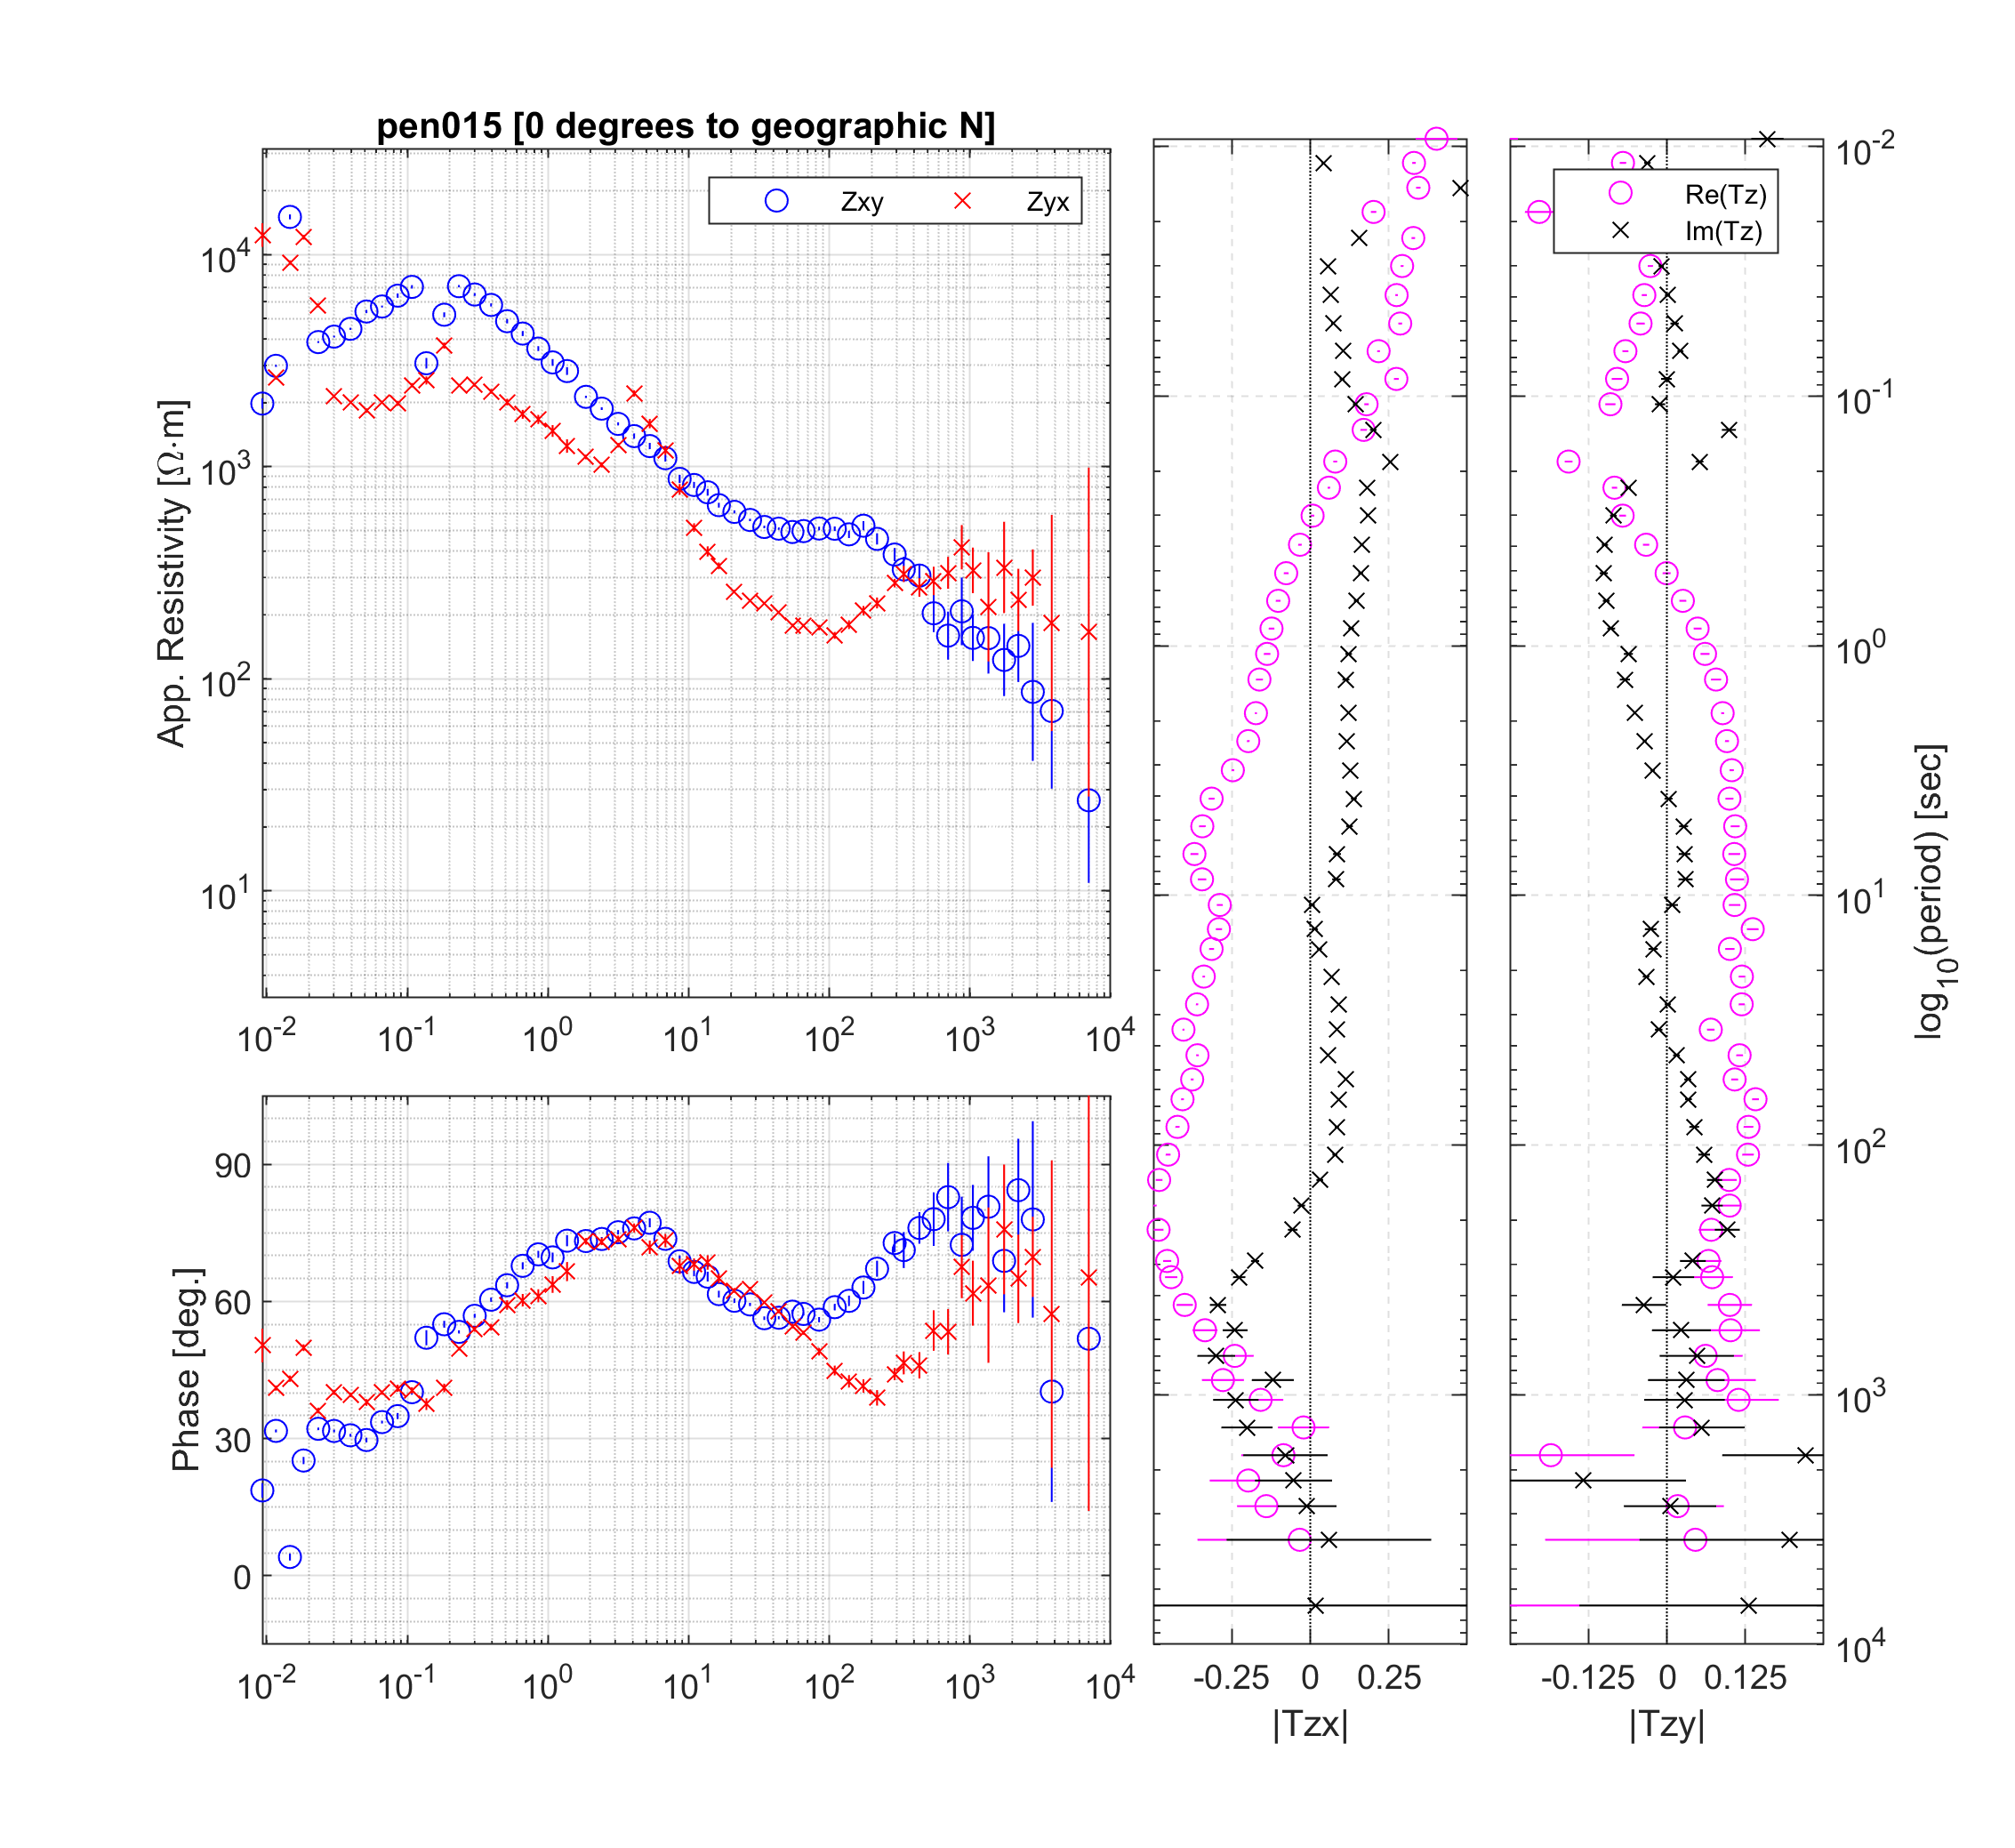 pen015 [0 degrees to geographic N]
Zxy Zyx
App. Resistivity [Ω·m]
10^4
10^3
10^2
10^1
10^-2 10^-1 10^0 10^1 10^2 10^3 10^4
Phase [deg.]
90
60
30
0
10^-2 10^-1 10^0 10^1 10^2 10^3 10^4
-0.25 0 0.25
|Tzx|
Re(Tz)
Im(Tz)
-0.125 0 0.125
|Tzy|
10^-2
10^-1
10^0
10^1
10^2
10^3
10^4
log_10(period) [sec]